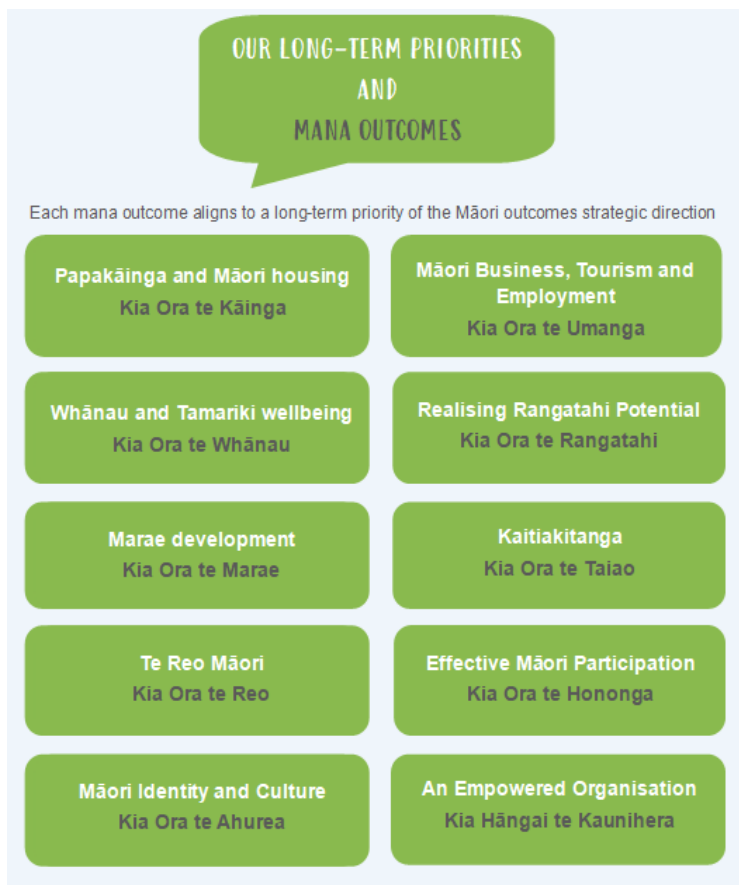 OUR LONG-TERM PRIORITIES
AND
MANA OUTCOMES
Each mana outcome aligns to a long-term priority of the Māori outcomes strategic direction
Papakāinga and Māori housing
Kia Ora te Kāinga
Māori Business, Tourism and
Employment
Kia Ora te Umanga
Whānau and Tamariki wellbeing
Kia Ora te Whānau
Realising Rangatahi Potential
Kia Ora te Rangatahi
Marae development
Kia Ora te Marae
Kaitiakitanga
Kia Ora te Taiao
Te Reo Māori
Kia Ora te Reo
Effective Māori Participation
Kia Ora te Hononga
Māori Identity and Culture
Kia Ora te Ahurea
An Empowered Organisation
Kia Hāngai te Kaunihera